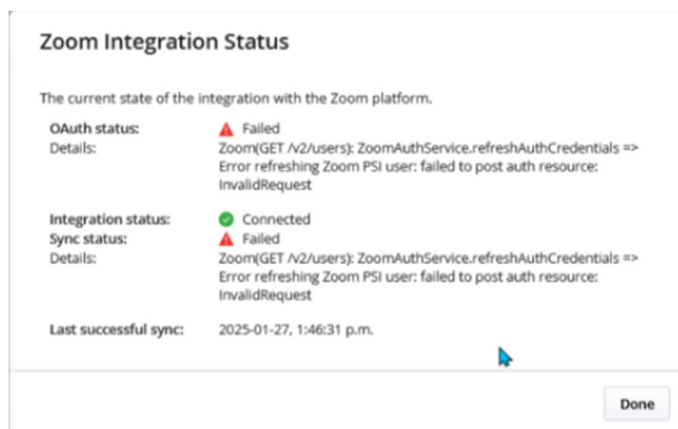 Zoom Integration Status
The current state of the integration with the Zoom platform.
OAuth status: Failed
Details: Zoom(GET /v2/users): ZoomAuthService.refreshAuthCredentials =>
Error refreshing Zoom PSI user: failed to post auth resource:
InvalidRequest
Integration status: Connected
Sync status: Failed
Details: Zoom(GET /v2/users): ZoomAuthService.refreshAuthCredentials =>
Error refreshing Zoom PSI user: failed to post auth resource:
InvalidRequest
Last successful sync: 2025-01-27, 1:46:31 p.m.
Done